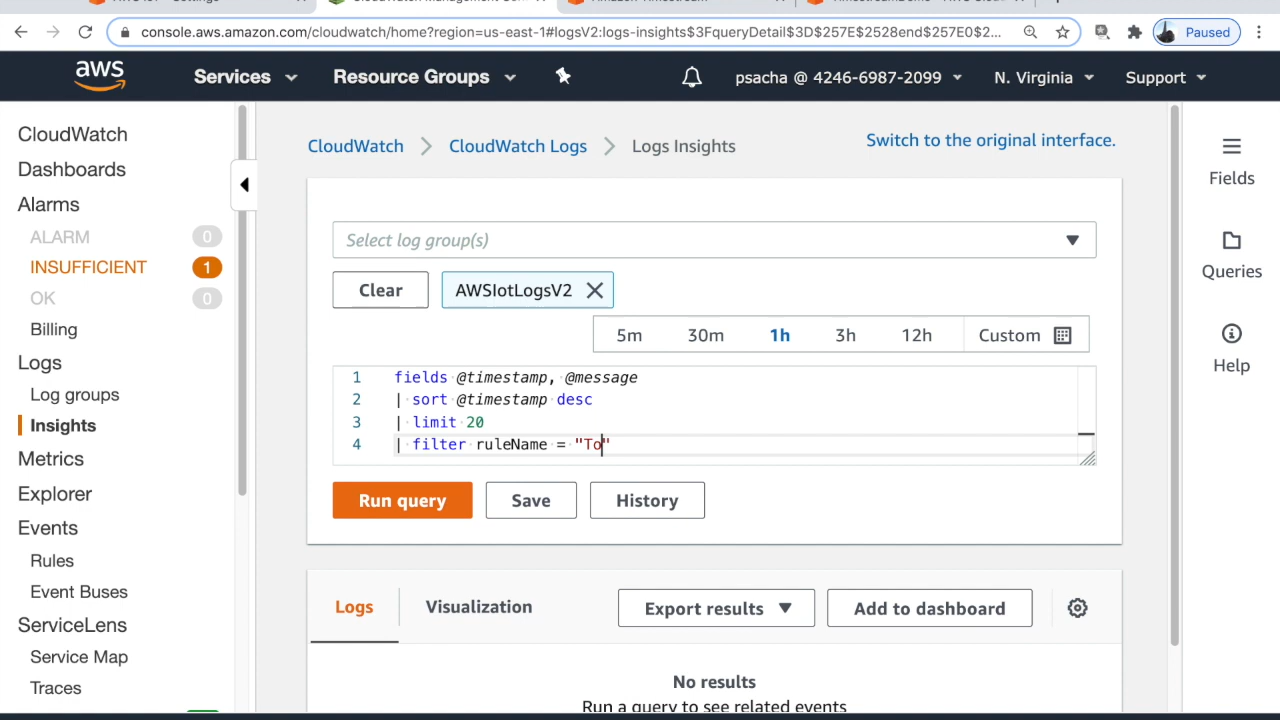 console.aws.amazon.com/cloudwatch/home?region=us-east-1#logsV2:logs-insights$3FqueryDetail$3D$257E$2528end$257E0$2...
Paused
aws
Services
Resource Groups
psacha @ 4246-6987-2099
N. Virginia
Support
CloudWatch
Dashboards
Alarms
ALARM 0
INSUFFICIENT 1
OK 0
Billing
Logs
Log groups
Insights
Metrics
Explorer
Events
Rules
Event Buses
ServiceLens
Service Map
Traces
CloudWatch
CloudWatch Logs
Logs Insights
Switch to the original interface.
Select log group(s)
Clear
AWSIotLogsV2
5m 30m 1h 3h 12h Custom
1 fields @timestamp, @message
2 | sort @timestamp desc
3 | limit 20
4 | filter ruleName = "To"
Run query
Save
History
Logs
Visualization
Export results
Add to dashboard
No results
Run a query to see related events
Fields
Queries
Help